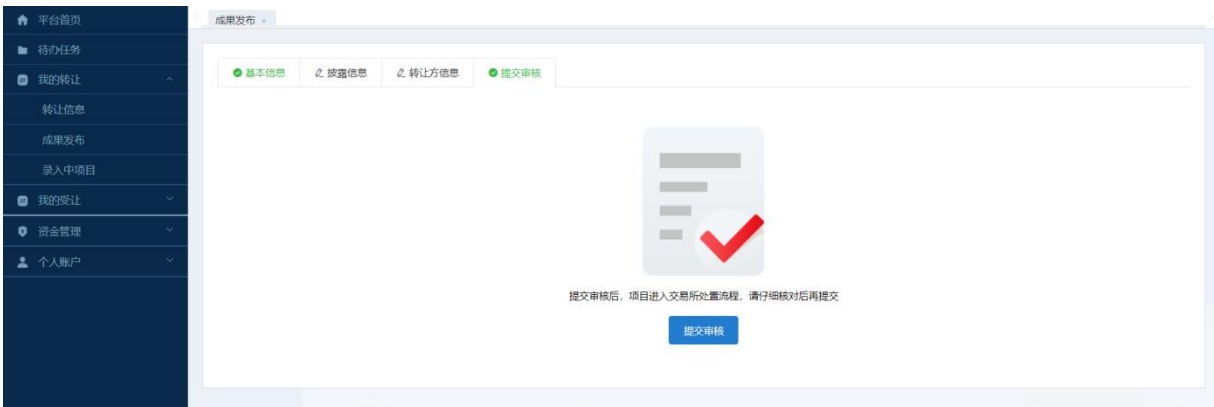 平台首页
待办任务
我的转让
转让信息
成果发布
录入中项目
我的受让
资金管理
个人账户
成果发布 ×
基本信息 披露信息 转让方信息 提交审核
提交审核后，项目进入交易所处置流程，请仔细核对后再提交
提交审核